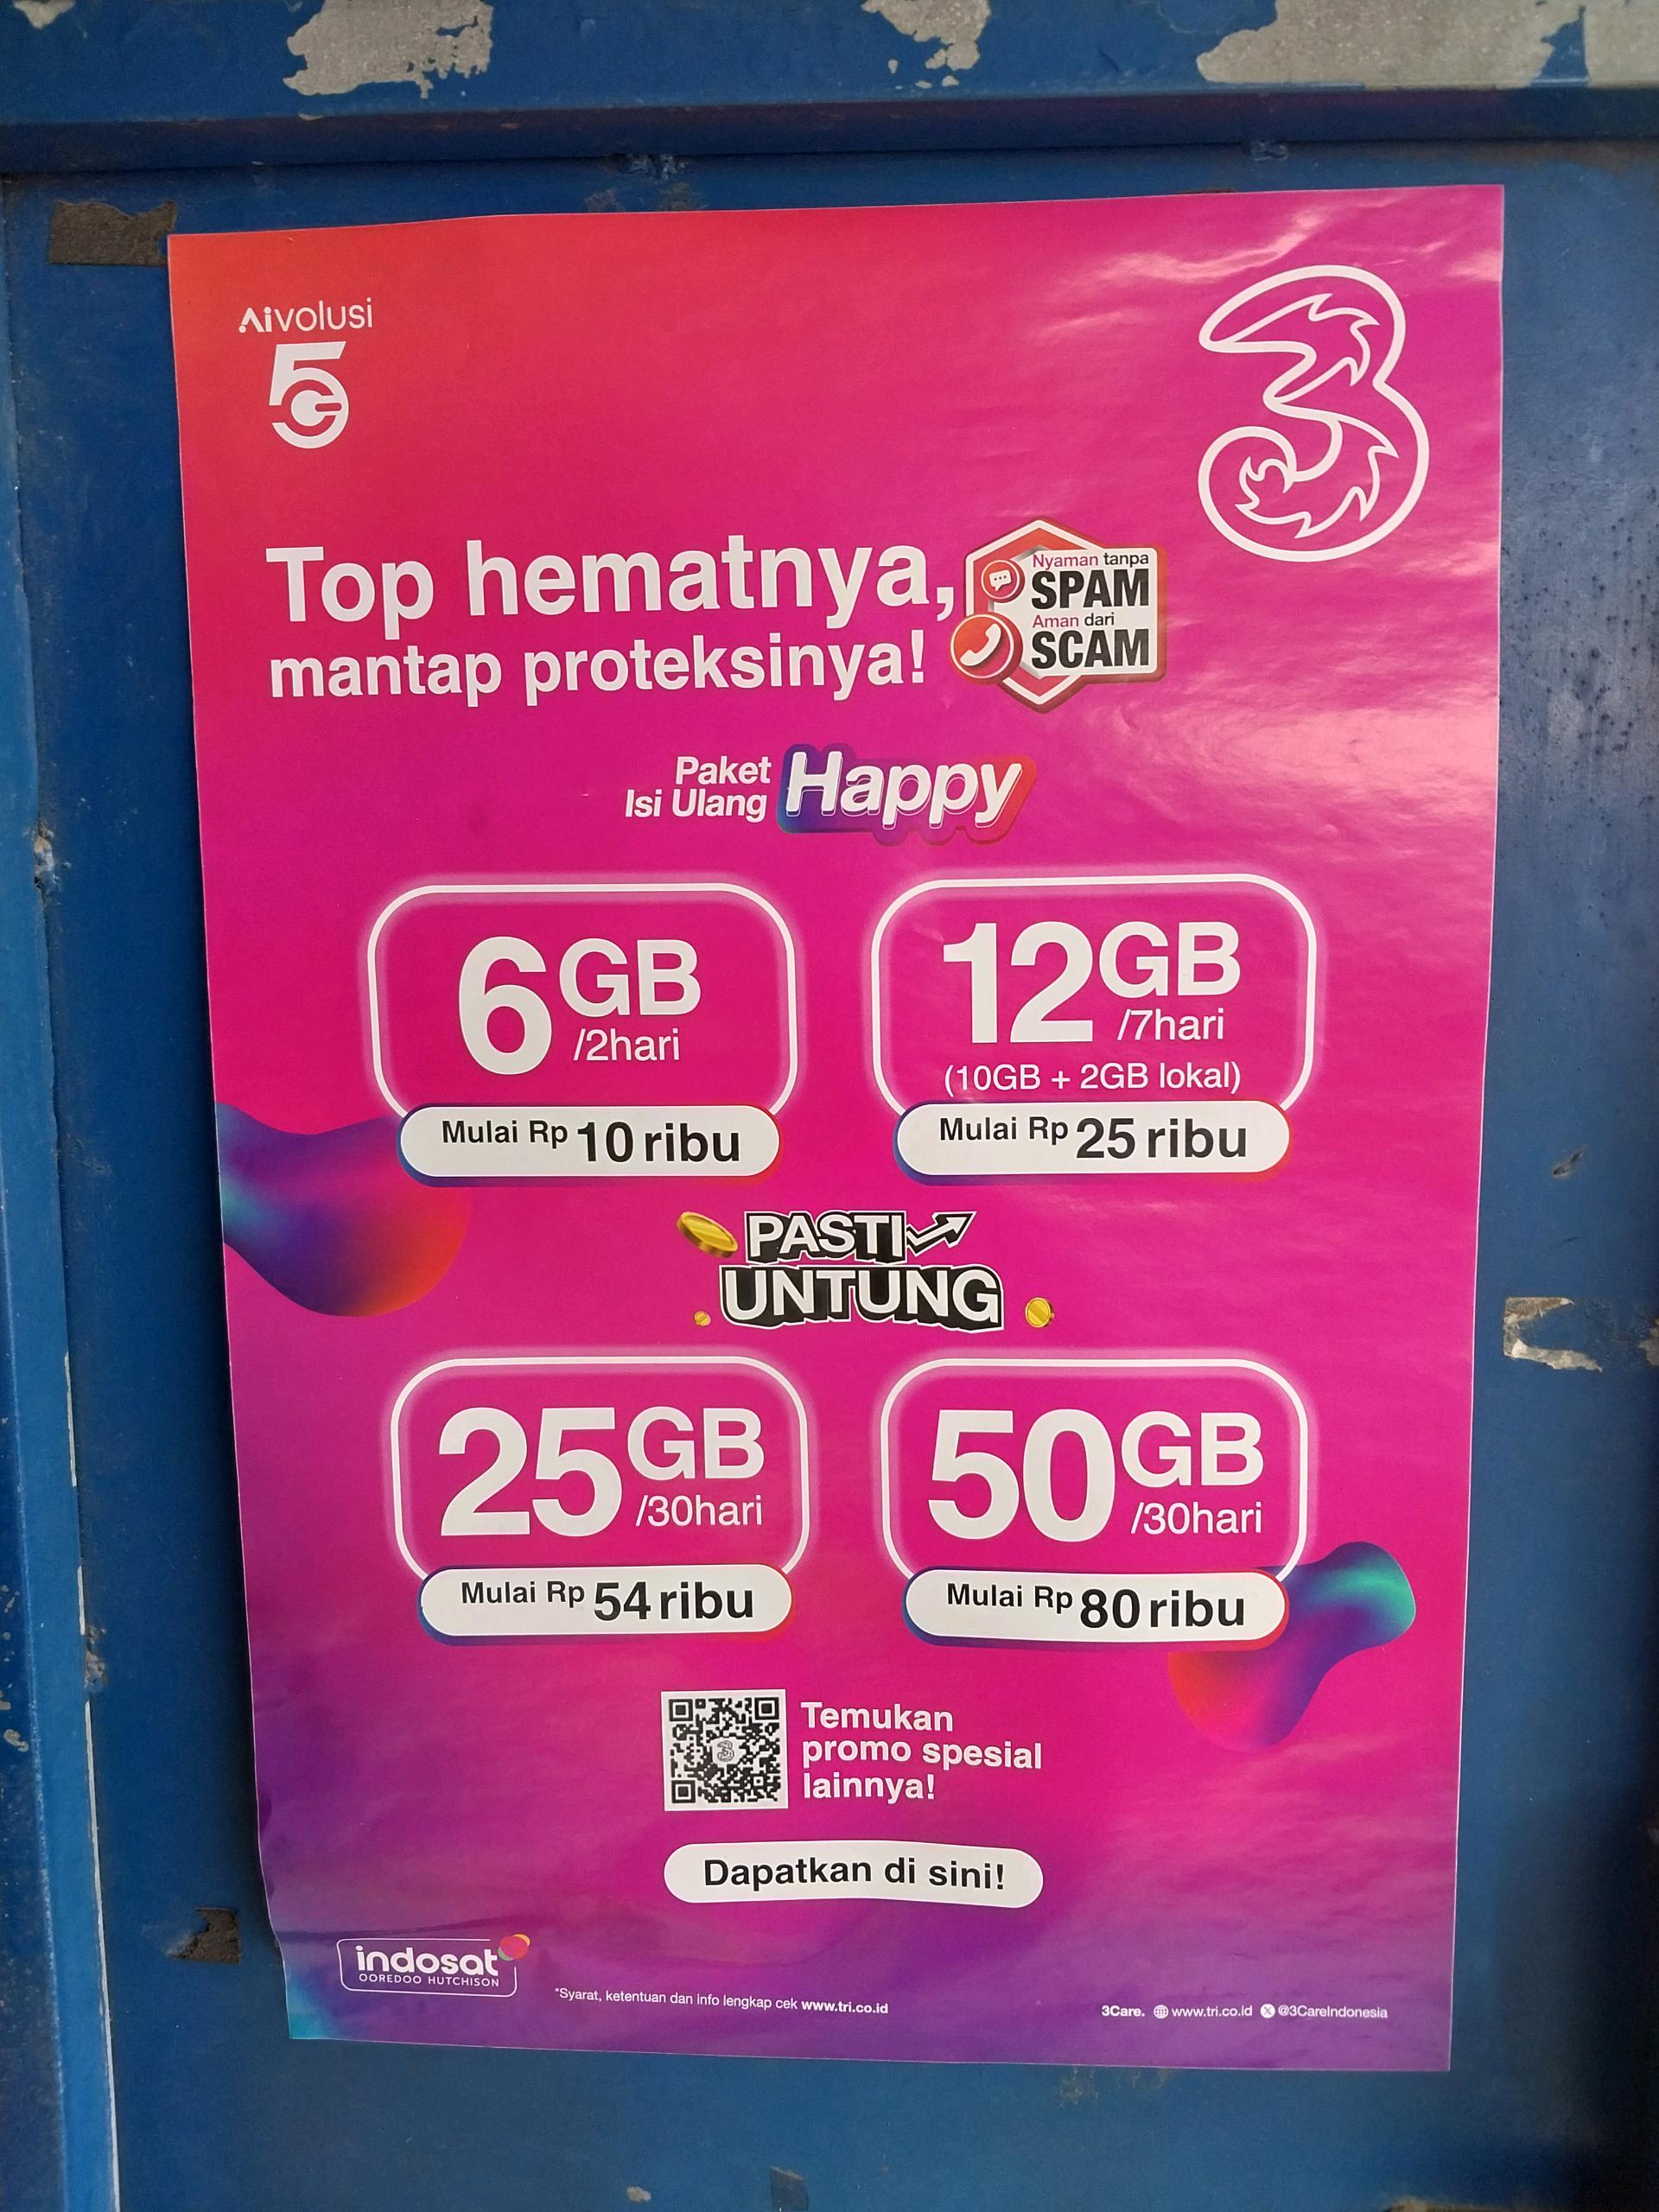 Aivolusi
5G
3
Top hematnya,
mantap proteksinya!
Nyaman tanpa
SPAM
Aman dari
SCAM
Paket
Isi Ulang
Happy
6GB
/2hari
Mulai Rp 10 ribu
12GB
/7hari
(10GB + 2GB lokal)
Mulai Rp 25 ribu
PASTI
UNTUNG
25GB
/30hari
Mulai Rp 54 ribu
50GB
/30hari
Mulai Rp 80 ribu
Temukan
promo spesial
lainnya!
Dapatkan di sini!
indosat
OOREDOO HUTCHISON
*Syarat, ketentuan dan info lengkap cek www.tri.co.id
3Care. www.tri.co.id @3CareIndonesia